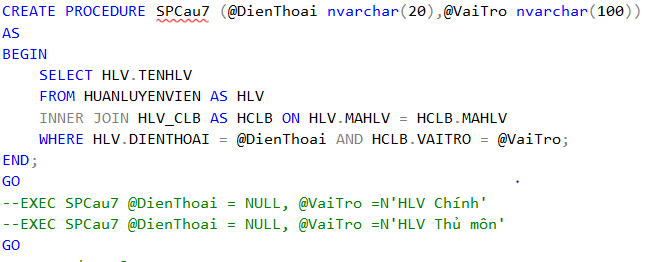 CREATE PROCEDURE SPCau7 (@DienThoai nvarchar(20),@VaiTro nvarchar(100))
AS
BEGIN
    SELECT HLV.TENHLV
    FROM HUANLUYENVIEN AS HLV
    INNER JOIN HLV_CLB AS HCLB ON HLV.MAHLV = HCLB.MAHLV
    WHERE HLV.DIENTHOAI = @DienThoai AND HCLB.VAITRO = @VaiTro;
END;
GO
--EXEC SPCau7 @DienThoai = NULL, @VaiTro =N'HLV Chính'
--EXEC SPCau7 @DienThoai = NULL, @VaiTro =N'HLV Thủ môn'
GO